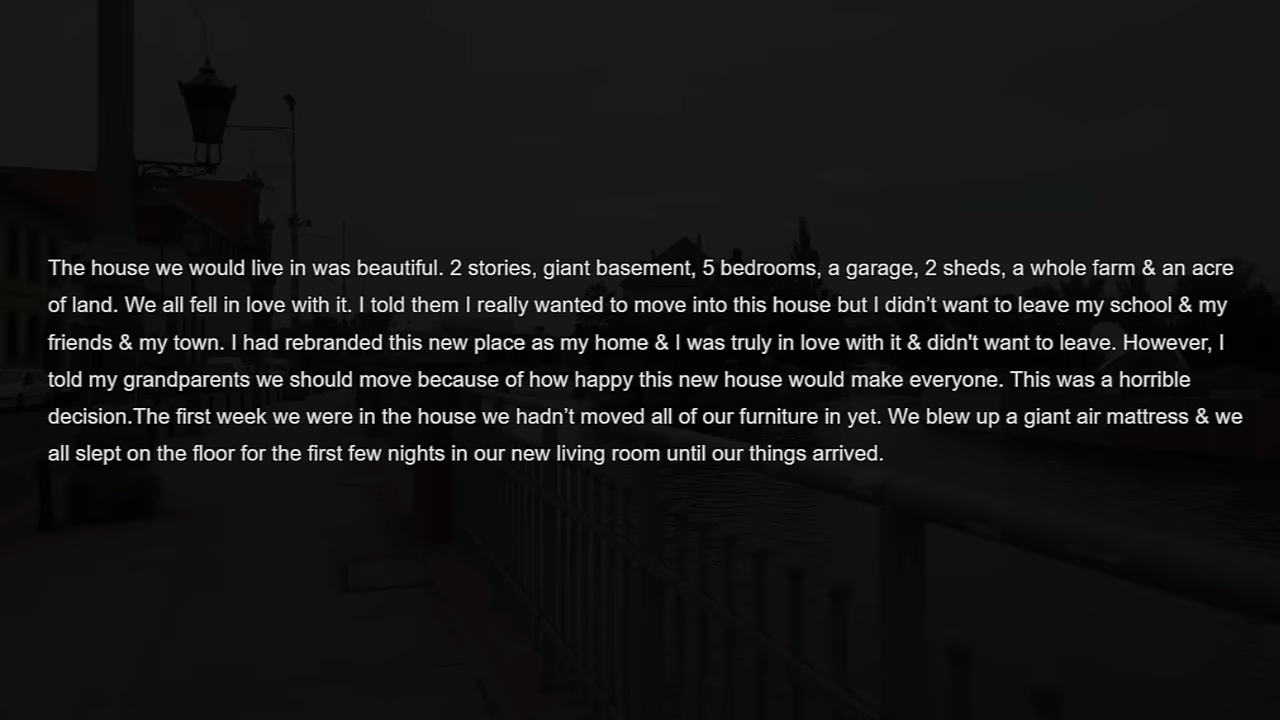 The house we would live in was beautiful. 2 stories, giant basement, 5 bedrooms, a garage, 2 sheds, a whole farm & an acre
of land. We all fell in love with it. I told them I really wanted to move into this house but I didn’t want to leave my school & my
friends & my town. I had rebranded this new place as my home & I was truly in love with it & didn't want to leave. However, I
told my grandparents we should move because of how happy this new house would make everyone. This was a horrible
decision.The first week we were in the house we hadn’t moved all of our furniture in yet. We blew up a giant air mattress & we
all slept on the floor for the first few nights in our new living room until our things arrived.